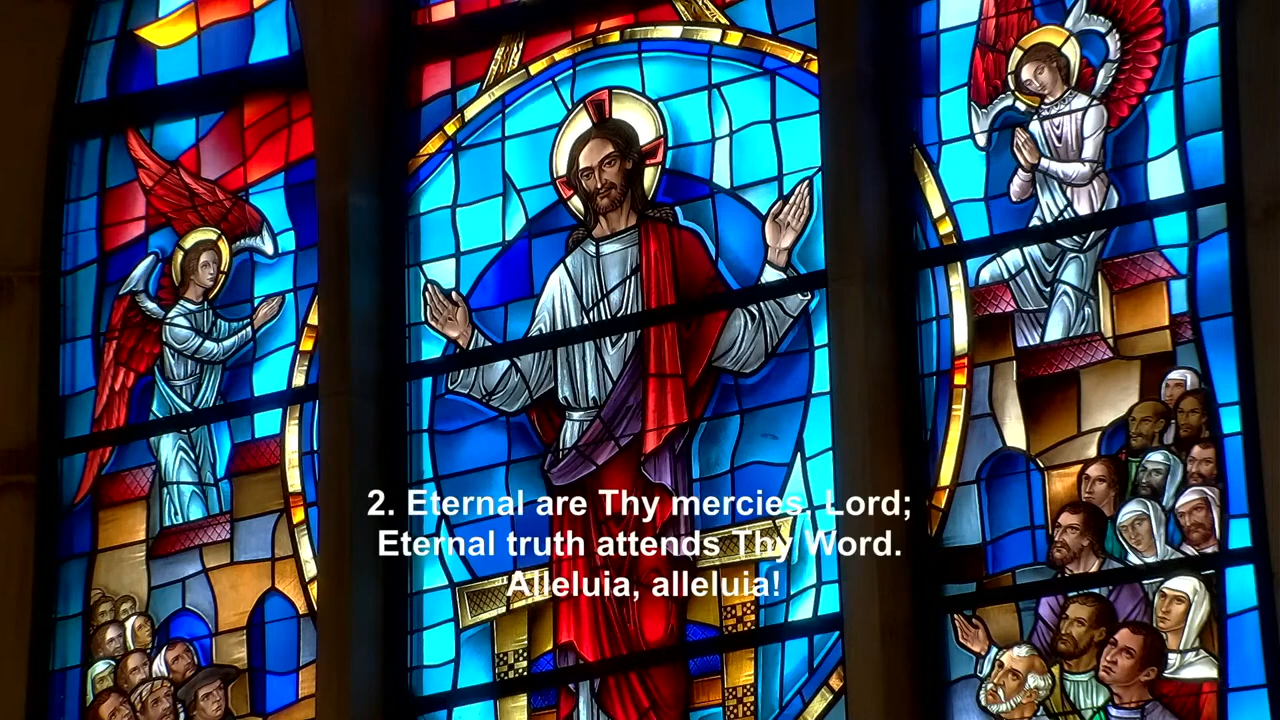 2. Eternal are Thy mercies, Lord;
Eternal truth attends Thy Word.
Alleluia, alleluia!